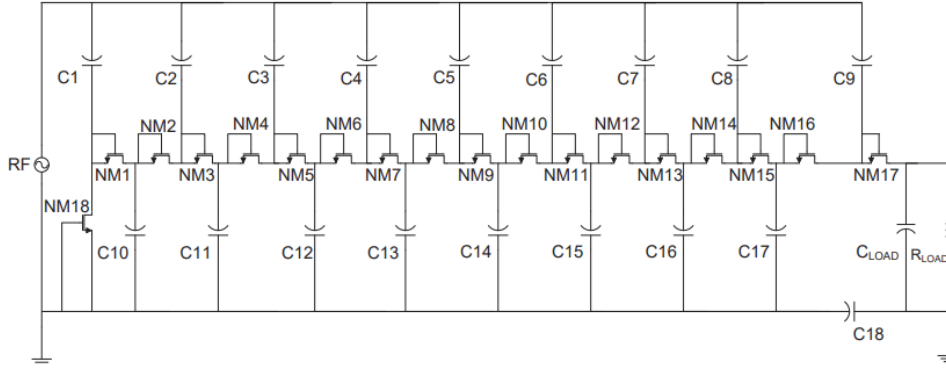 C1 C2 C3 C4 C5 C6 C7 C8 C9
NM2 NM4 NM6 NM8 NM10 NM12 NM14 NM16
RF NM1 NM3 NM5 NM7 NM9 NM11 NM13 NM15 NM17
NM18
C10 C11 C12 C13 C14 C15 C16 C17 CLOAD RLOAD
C18